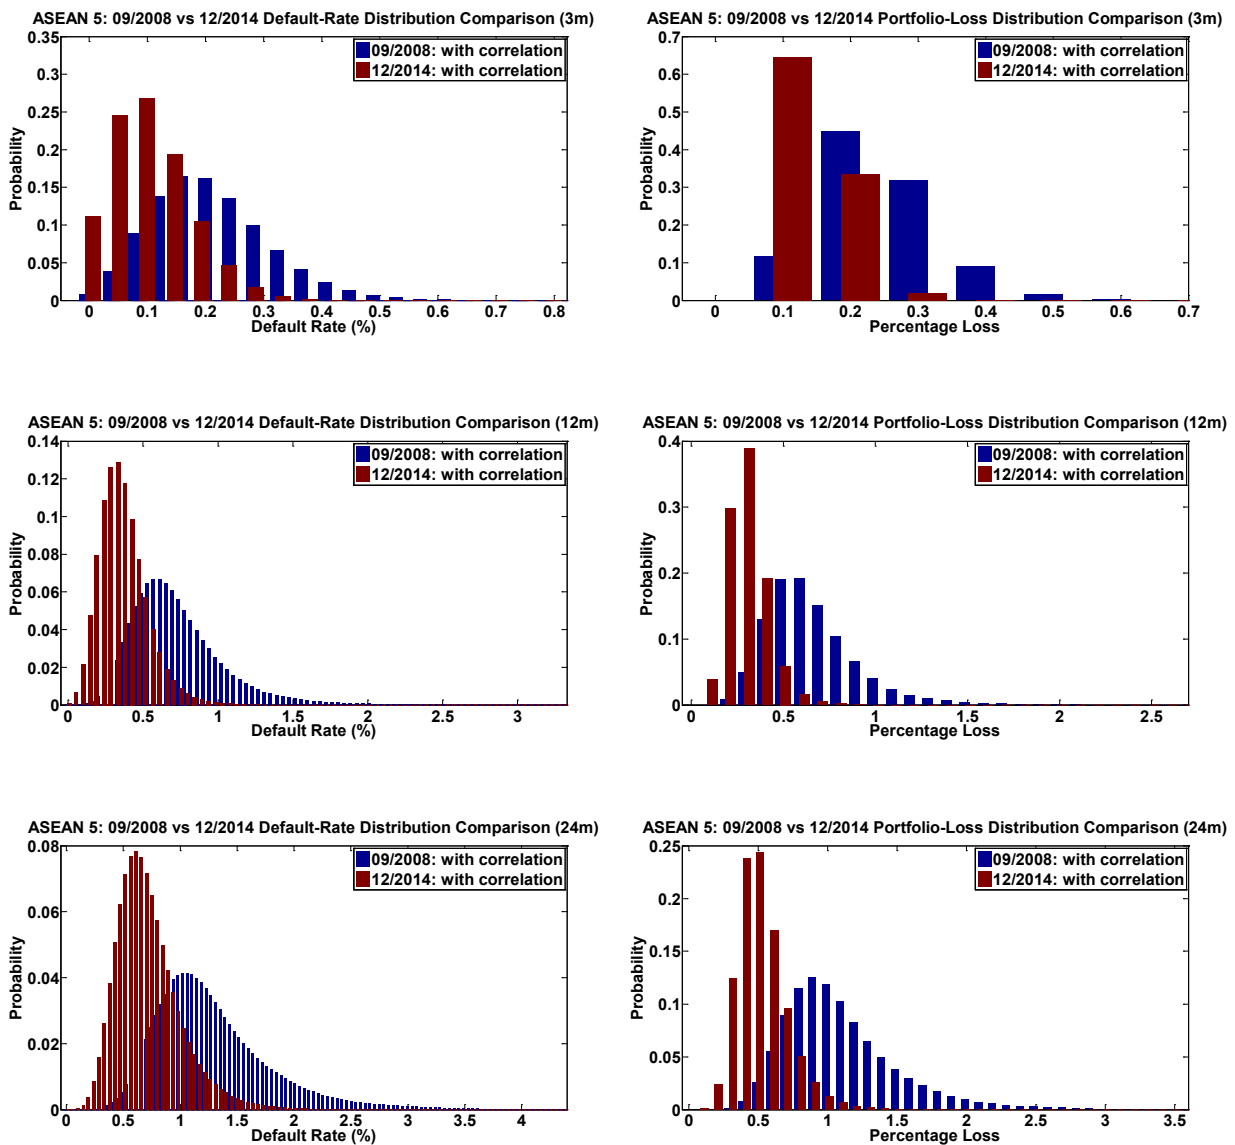 ASEAN 5: 09/2008 vs 12/2014 Default-Rate Distribution Comparison (3m)
0.35
0.3
0.25
0.2
0.15
0.1
0.05
0
Probability
09/2008: with correlation
12/2014: with correlation
0 0.1 0.2 0.3 0.4 0.5 0.6 0.7 0.8
Default Rate (%)
ASEAN 5: 09/2008 vs 12/2014 Portfolio-Loss Distribution Comparison (3m)
0.7
0.6
0.5
0.4
0.3
0.2
0.1
0
Probability
09/2008: with correlation
12/2014: with correlation
0 0.1 0.2 0.3 0.4 0.5 0.6 0.7
Percentage Loss
ASEAN 5: 09/2008 vs 12/2014 Default-Rate Distribution Comparison (12m)
0.14
0.12
0.1
0.08
0.06
0.04
0.02
0
Probability
09/2008: with correlation
12/2014: with correlation
0 0.5 1 1.5 2 2.5 3
Default Rate (%)
ASEAN 5: 09/2008 vs 12/2014 Portfolio-Loss Distribution Comparison (12m)
0.4
0.3
0.2
0.1
0
Probability
09/2008: with correlation
12/2014: with correlation
0 0.5 1 1.5 2 2.5
Percentage Loss
ASEAN 5: 09/2008 vs 12/2014 Default-Rate Distribution Comparison (24m)
0.08
0.06
0.04
0.02
0
Probability
09/2008: with correlation
12/2014: with correlation
0 0.5 1 1.5 2 2.5 3 3.5 4
Default Rate (%)
ASEAN 5: 09/2008 vs 12/2014 Portfolio-Loss Distribution Comparison (24m)
0.25
0.2
0.15
0.1
0.05
0
Probability
09/2008: with correlation
12/2014: with correlation
0 0.5 1 1.5 2 2.5 3 3.5
Percentage Loss